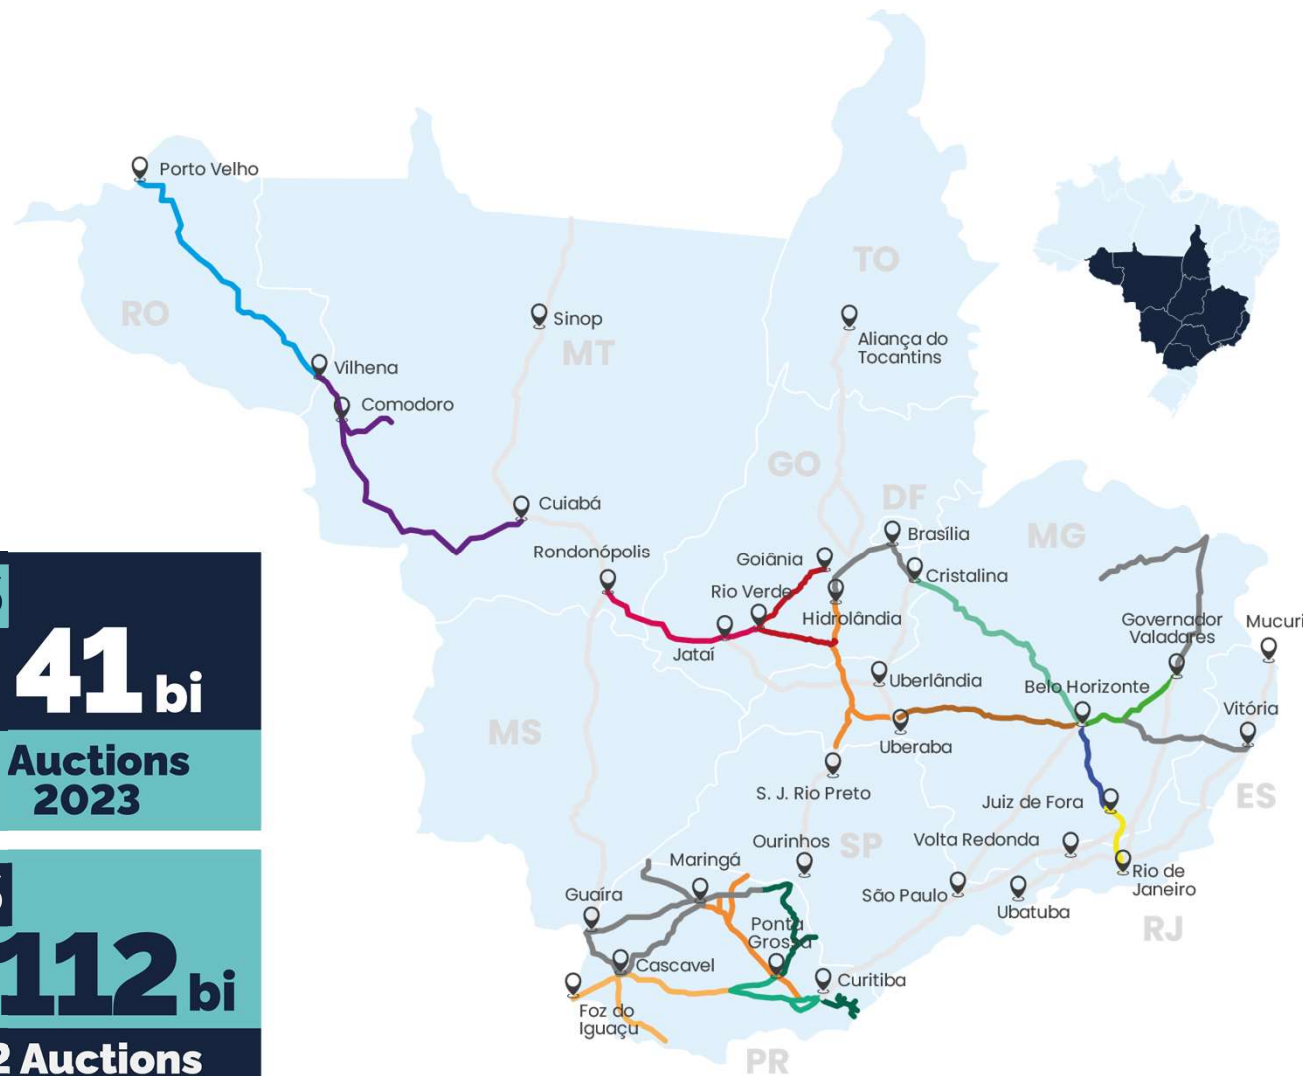 Porto Velho
RO
Vilhena
Comodoro
Sinop
MT
TO
Aliança do
Tocantins
GO
DF
MG
Cuiabá
Rondonópolis
Goiânia
Brasília
Rio Verde
Cristalina
Hidrolândia
Jataí
Governador
Valadares
Mucuri
Uberlândia
Belo Horizonte
Vitória
MS
Uberaba
S. J. Rio Preto
Juiz de Fora
ES
Ourinhos
SP
Volta Redonda
Maringá
Rio de
Janeiro
São Paulo
Ubatuba
RJ
Guaíra
Ponta
Grossa
Cascavel
Curitiba
Foz do
Iguaçu
PR
41 bi
Auctions
2023
112 bi
2 Auctions